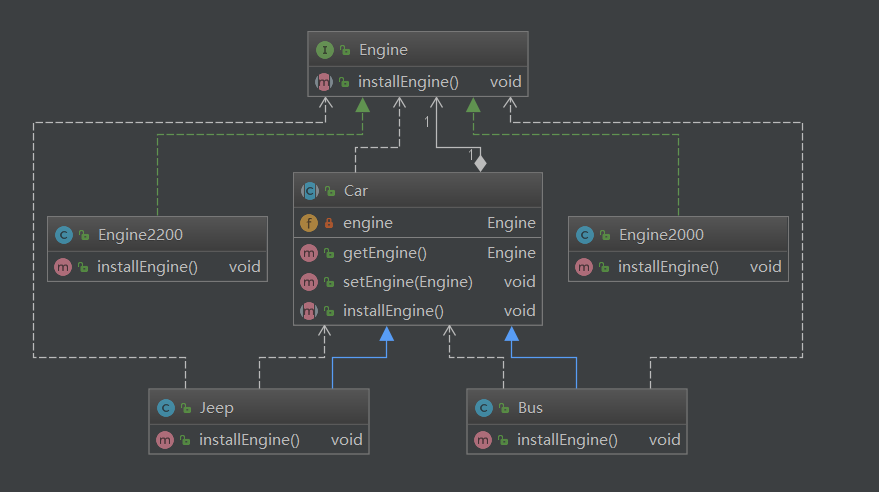 Engine
installEngine() void
1
1
Car
engine Engine
getEngine() Engine
setEngine(Engine) void
installEngine() void
Engine2200
installEngine() void
Engine2000
installEngine() void
Jeep
installEngine() void
Bus
installEngine() void